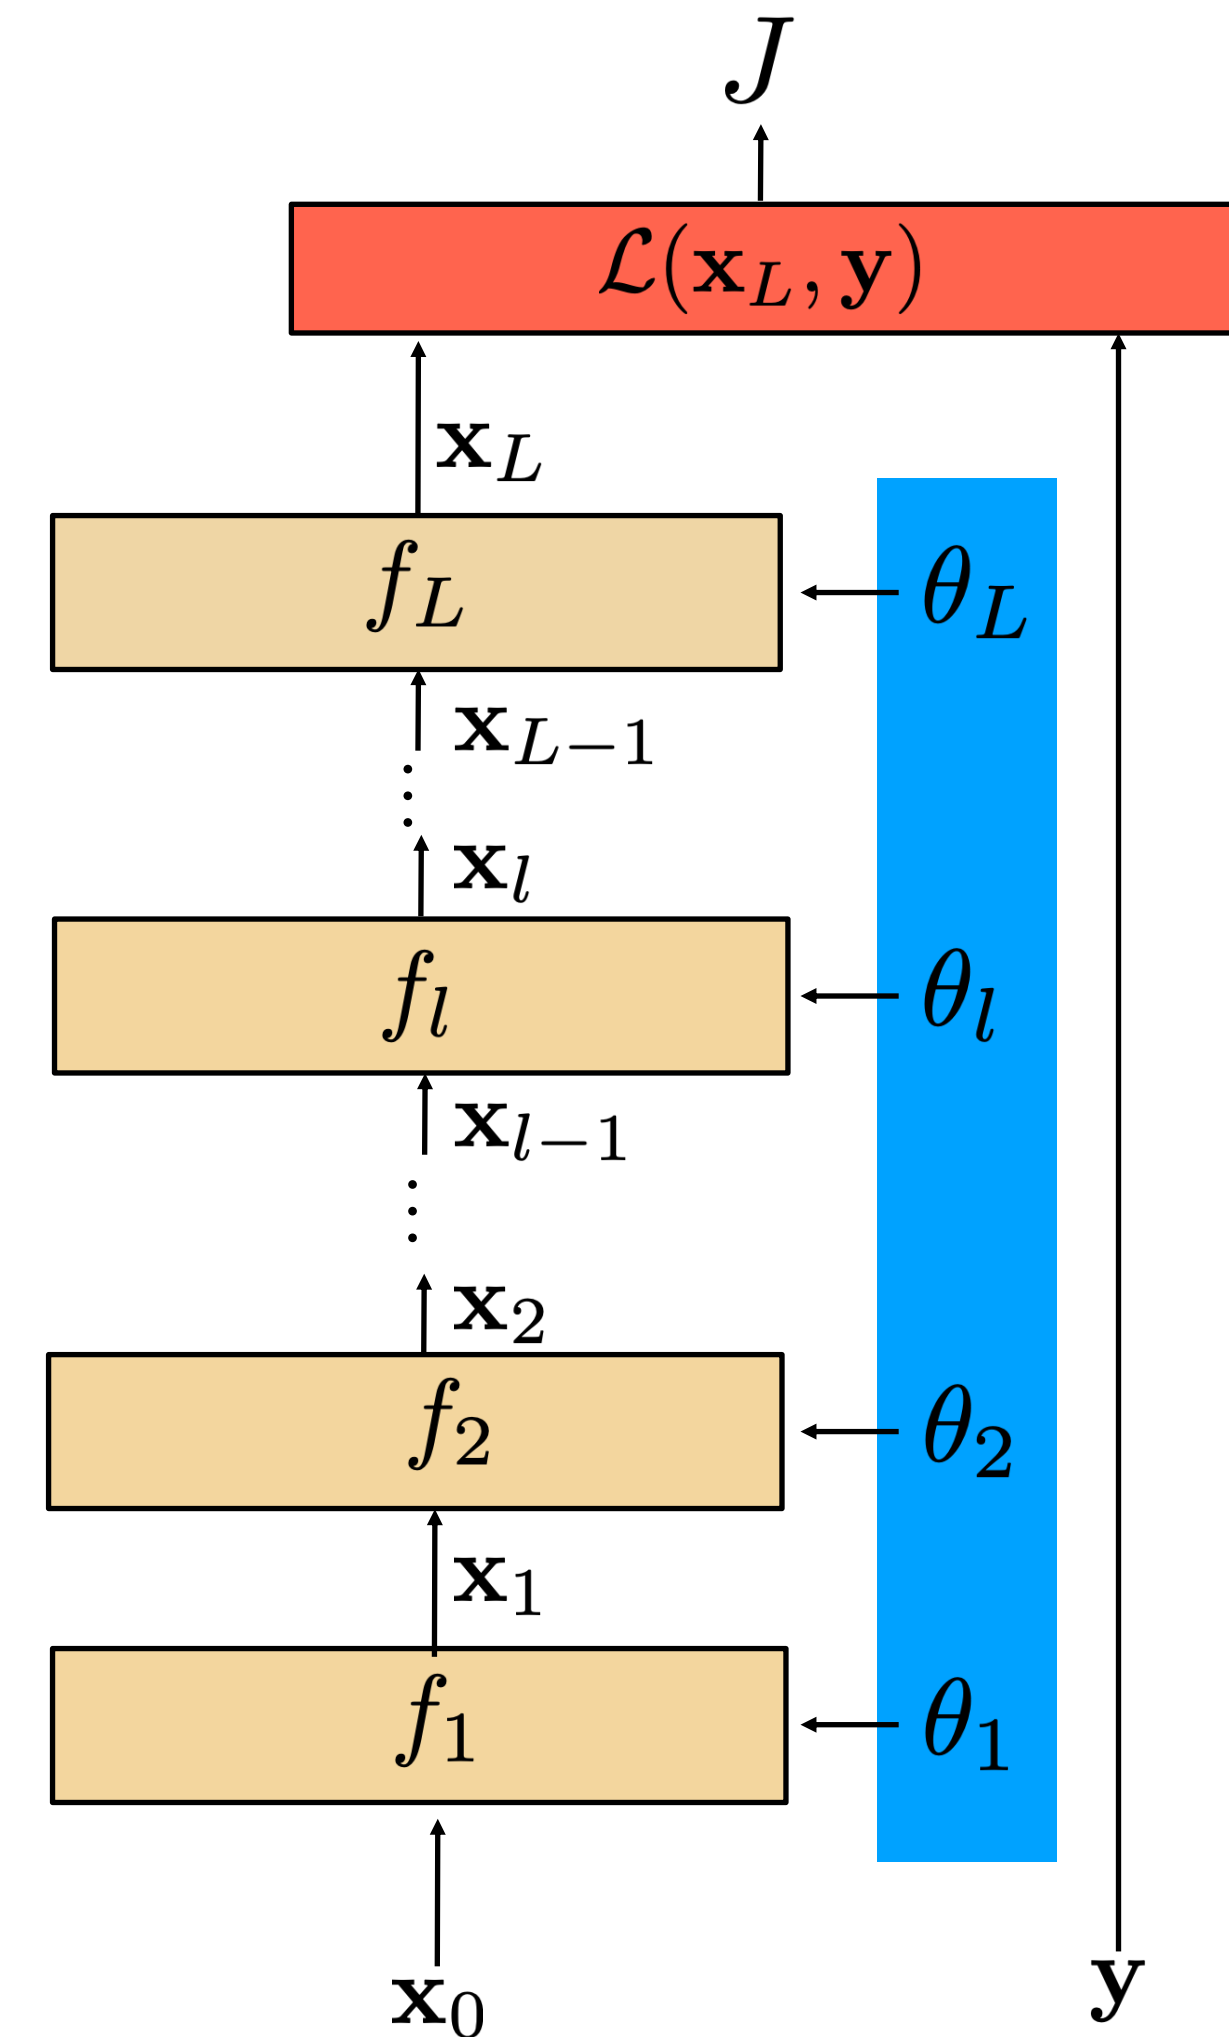 J
ℒ(x_L, y)
x_L
f_L θ_L
x_{L−1}
⋮
x_l
f_l θ_l
x_{l−1}
⋮
x_2
f_2 θ_2
x_1
f_1 θ_1
x_0 y